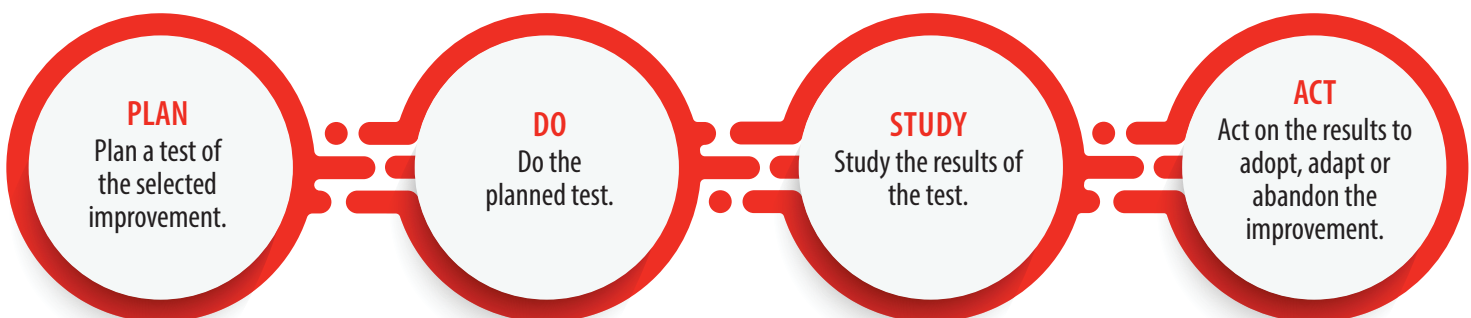 PLAN
Plan a test of
the selected
improvement.
DO
Do the
planned test.
STUDY
Study the results of
the test.
ACT
Act on the results to
adopt, adapt or
abandon the
improvement.